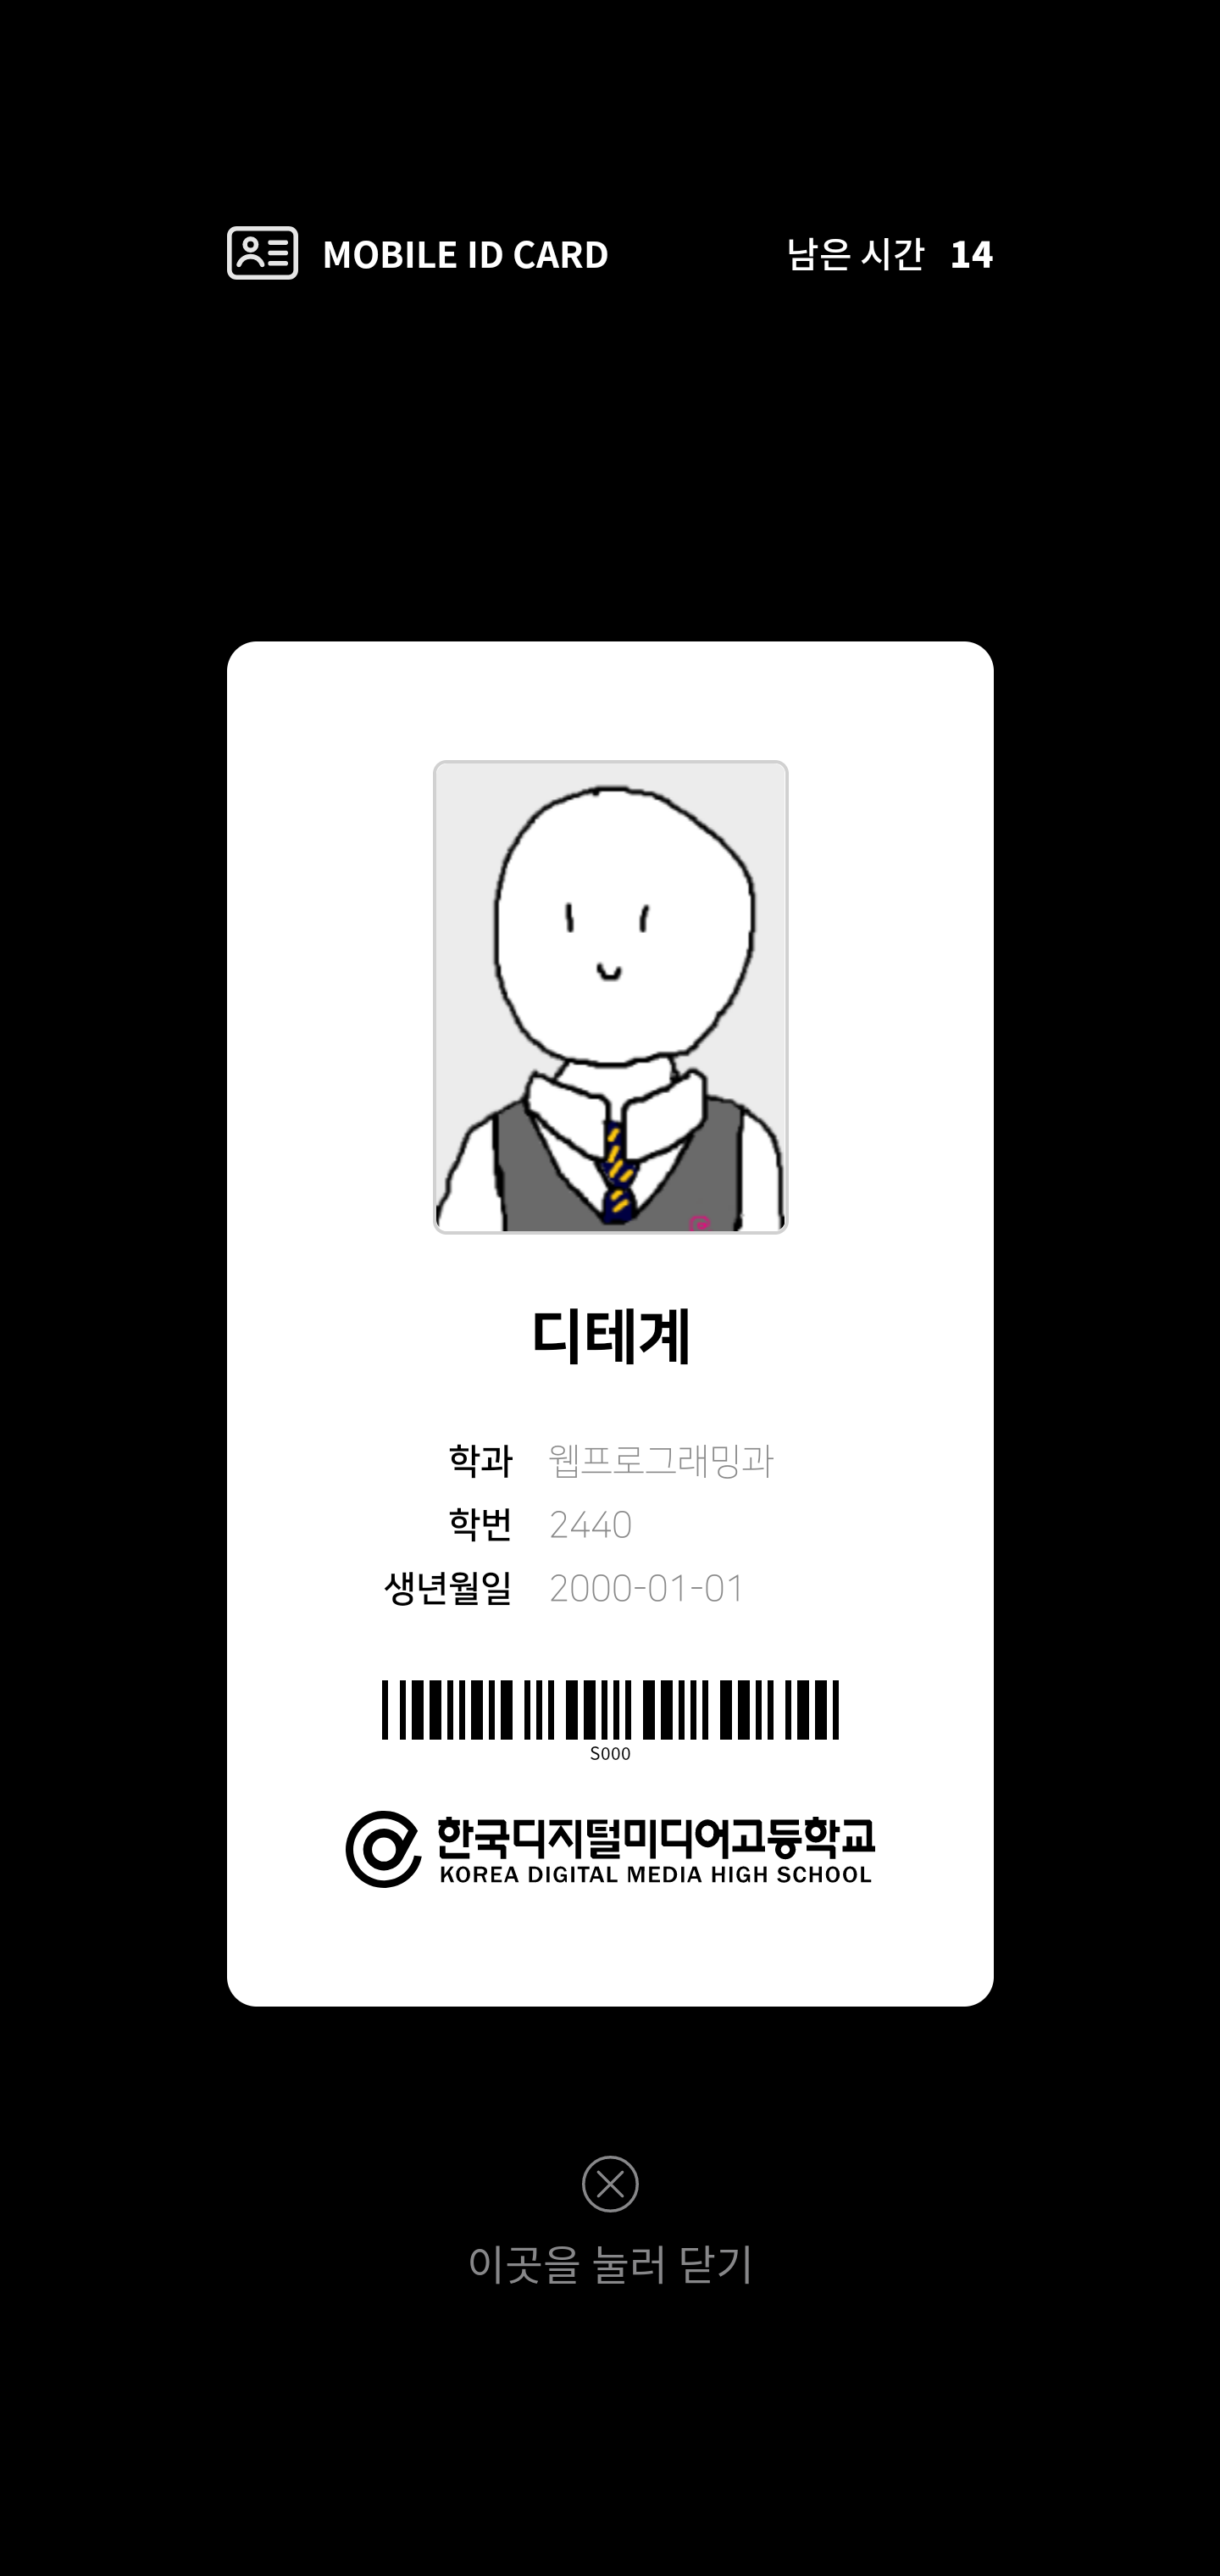 MOBILE ID CARD 남은 시간 14
디테계
학과 웹프로그래밍과
학번 2440
생년월일 2000-01-01
S000
한국디지털미디어고등학교
KOREA DIGITAL MEDIA HIGH SCHOOL
이곳을 눌러 닫기